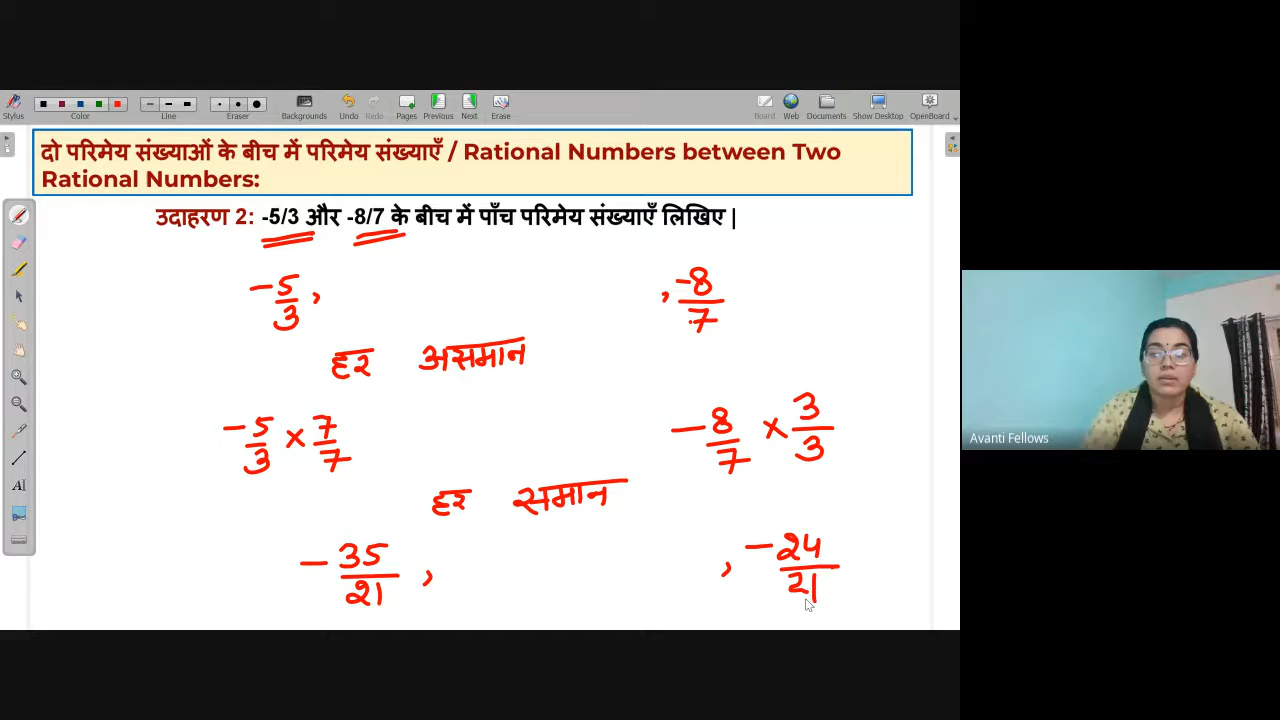 Stylus Color Line Eraser Backgrounds Undo Redo Pages Previous Next Erase Board Web Documents Show Desktop OpenBoard
दो परिमेय संख्याओं के बीच में परिमेय संख्याएँ / Rational Numbers between Two
Rational Numbers:
उदाहरण 2: -5/3 और -8/7 के बीच में पाँच परिमेय संख्याएँ लिखिए |
-5/3 , , -8/7
हर असमान
-5/3 × 7/7 -8/7 × 3/3
हर समान
-35/21 , , -24/21
Avanti Fellows